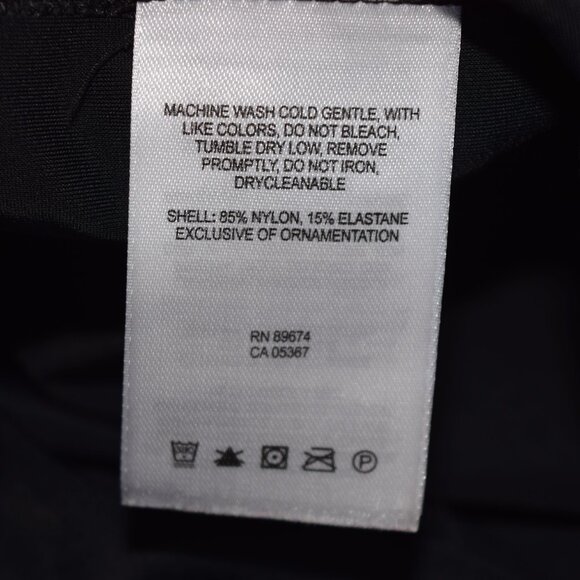 MACHINE WASH COLD GENTLE, WITH
LIKE COLORS, DO NOT BLEACH,
TUMBLE DRY LOW, REMOVE
PROMPTLY, DO NOT IRON,
DRYCLEANABLE
SHELL: 85% NYLON, 15% ELASTANE
EXCLUSIVE OF ORNAMENTATION
RN 89674
CA 05367
P